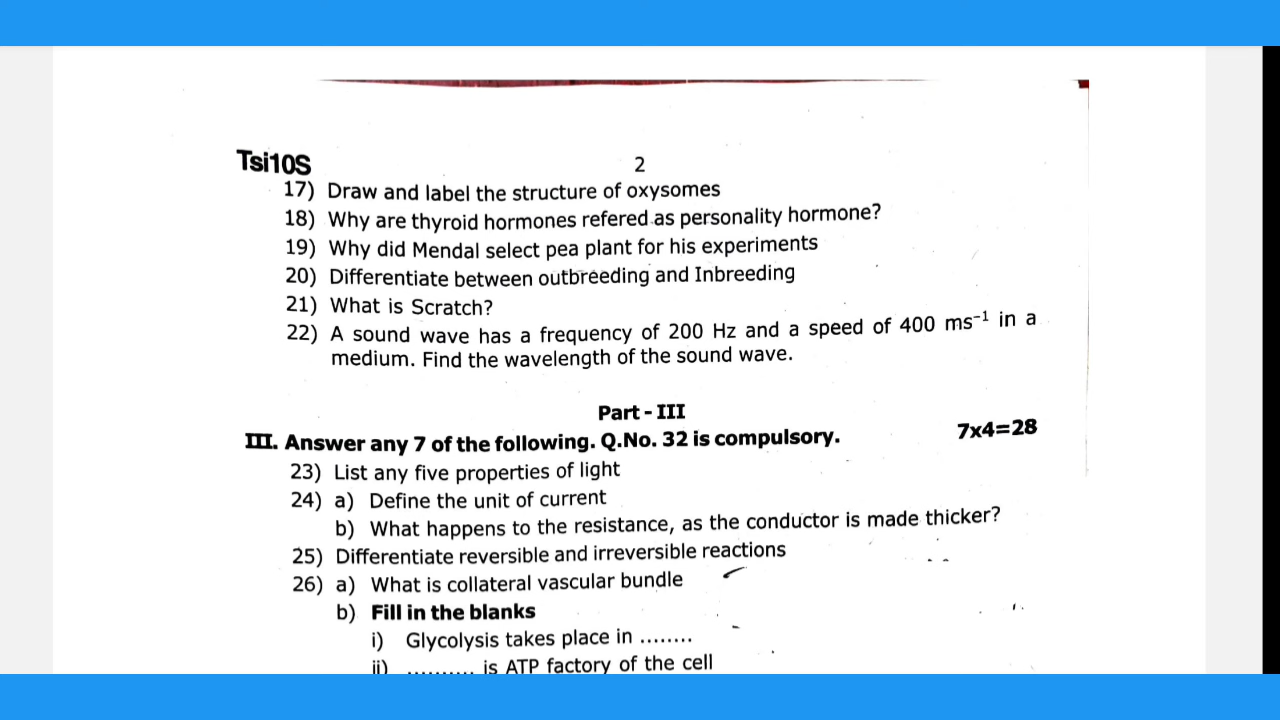 Tsi10S
2
17) Draw and label the structure of oxysomes
18) Why are thyroid hormones refered as personality hormone?
19) Why did Mendal select pea plant for his experiments
20) Differentiate between outbreeding and Inbreeding
21) What is Scratch?
22) A sound wave has a frequency of 200 Hz and a speed of 400 ms⁻¹ in a
medium. Find the wavelength of the sound wave.
Part - III
III. Answer any 7 of the following. Q.No. 32 is compulsory. 7x4=28
23) List any five properties of light
24) a) Define the unit of current
b) What happens to the resistance, as the conductor is made thicker?
25) Differentiate reversible and irreversible reactions
26) a) What is collateral vascular bundle
b) Fill in the blanks
i) Glycolysis takes place in ........
ii) .......... is ATP factory of the cell